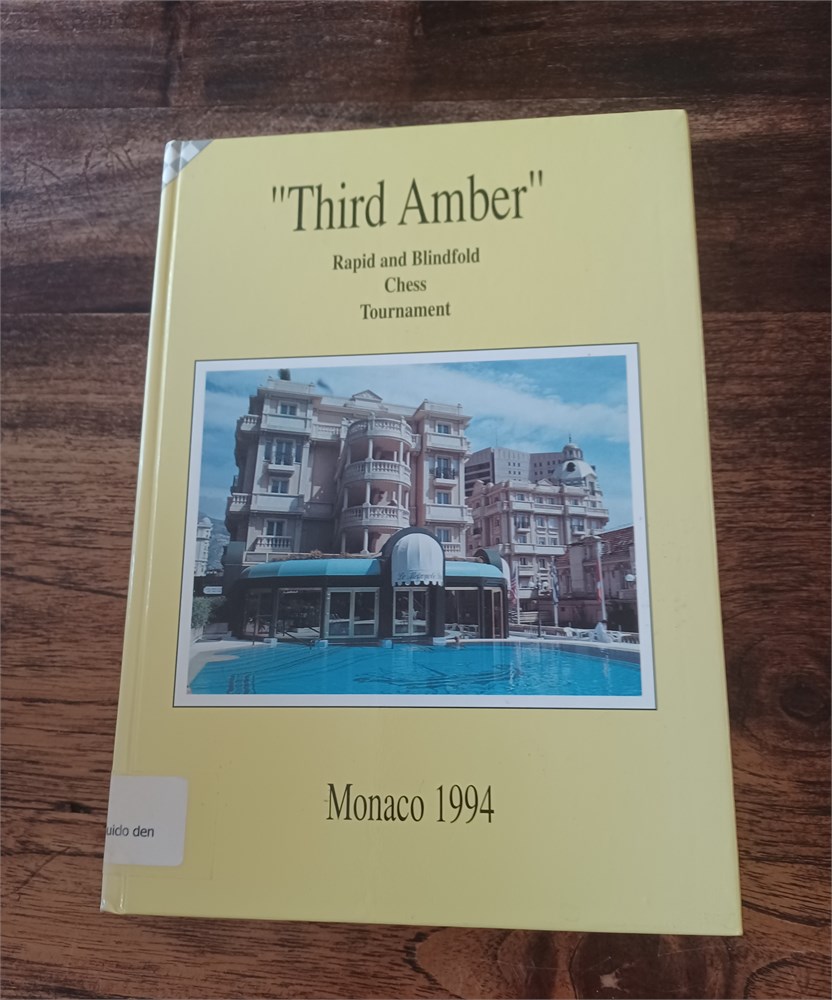 "Third Amber"
Rapid and Blindfold
Chess
Tournament
Monaco 1994
uido den